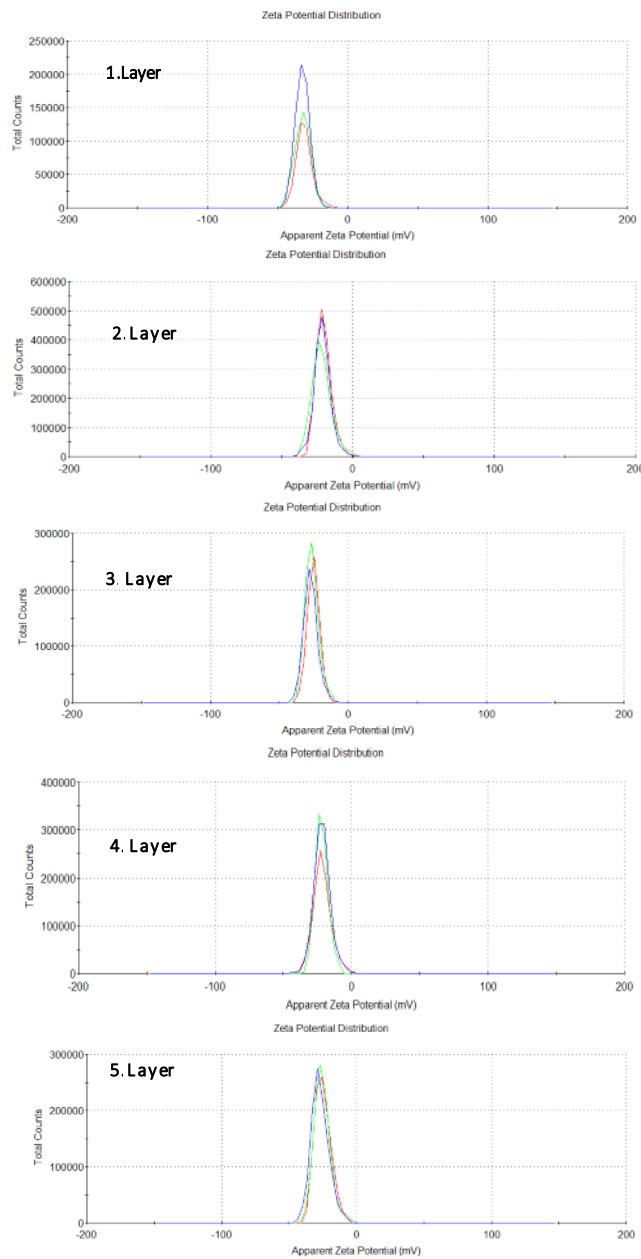 Zeta Potential Distribution
250000
200000
150000
100000
50000
0
1.Layer
Total Counts
-200 -100 0 100 200
Apparent Zeta Potential (mV)
Zeta Potential Distribution
600000
500000
400000
300000
200000
100000
0
2. Layer
Total Counts
-200 -100 0 100 200
Apparent Zeta Potential (mV)
Zeta Potential Distribution
300000
200000
100000
0
3. Layer
Total Counts
-200 -100 0 100 200
Apparent Zeta Potential (mV)
Zeta Potential Distribution
400000
300000
200000
100000
0
4. Layer
Total Counts
-200 -100 0 100 200
Apparent Zeta Potential (mV)
Zeta Potential Distribution
300000
200000
100000
0
5. Layer
Total Counts
-200 -100 0 100 200
Apparent Zeta Potential (mV)